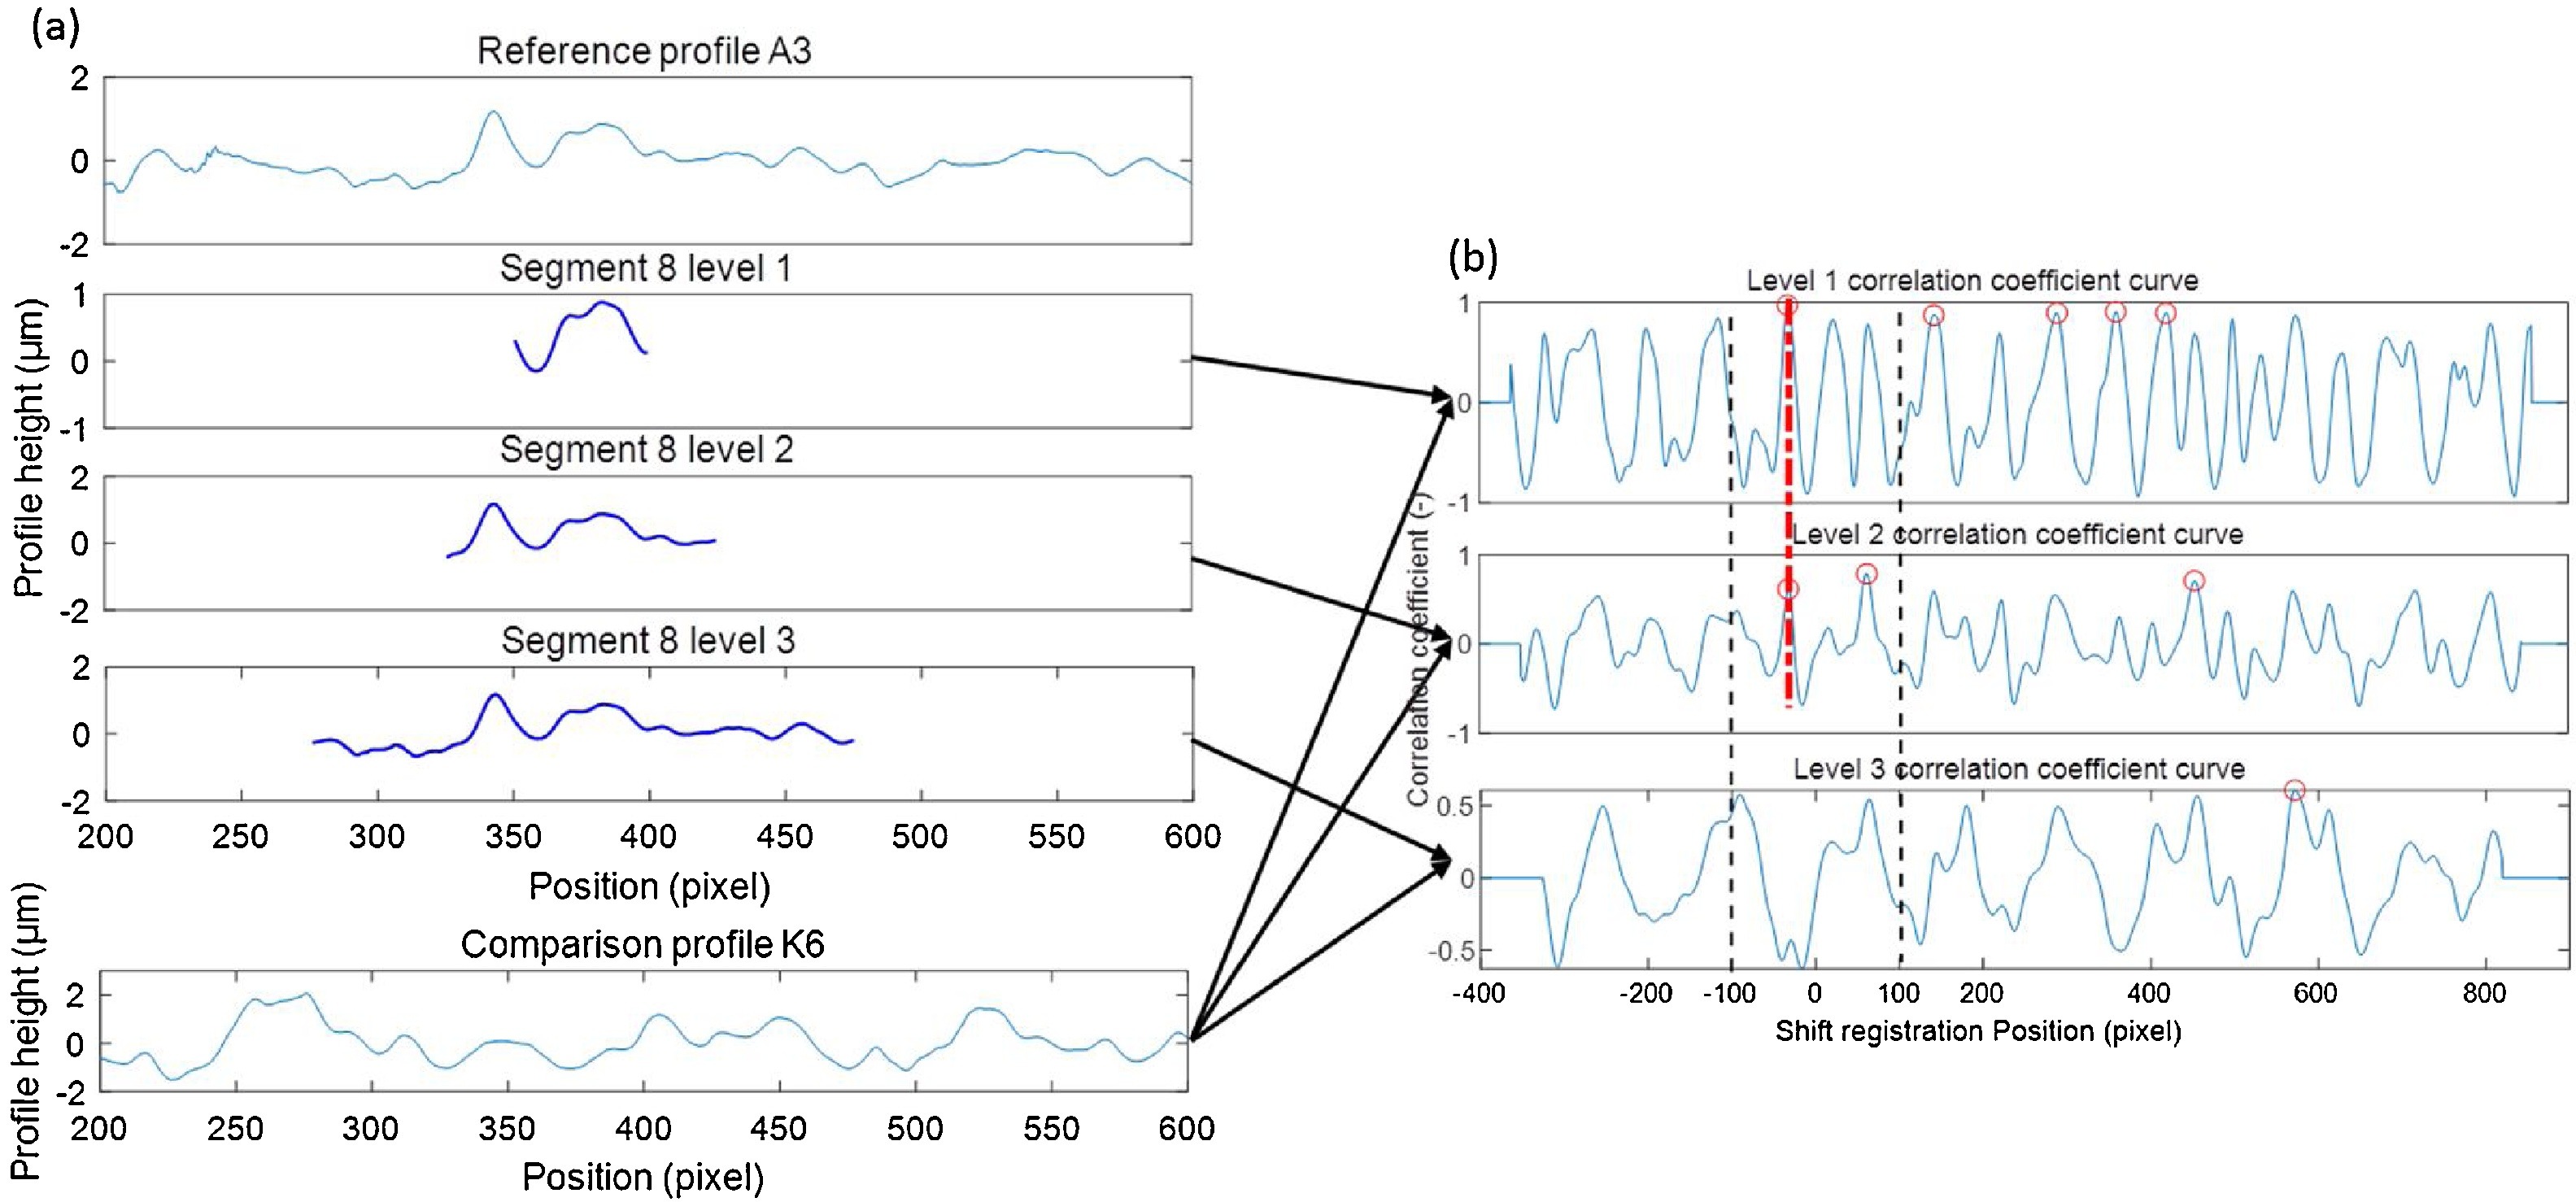 (a)
Reference profile A3
2
0
-2
Segment 8 level 1
1
0
-1
Segment 8 level 2
2
0
-2
Segment 8 level 3
2
0
-2
200 250 300 350 400 450 500 550 600
Position (pixel)
Profile height (μm)
Comparison profile K6
2
0
-2
200 250 300 350 400 450 500 550 600
Position (pixel)
Profile height (μm)
(b)
Level 1 correlation coefficient curve
1
0
-1
Level 2 correlation coefficient curve
1
0
-1
Level 3 correlation coefficient curve
0.5
0
-0.5
-400 -200 -100 0 100 200 400 600 800
Shift registration Position (pixel)
Correlation coefficient (-)